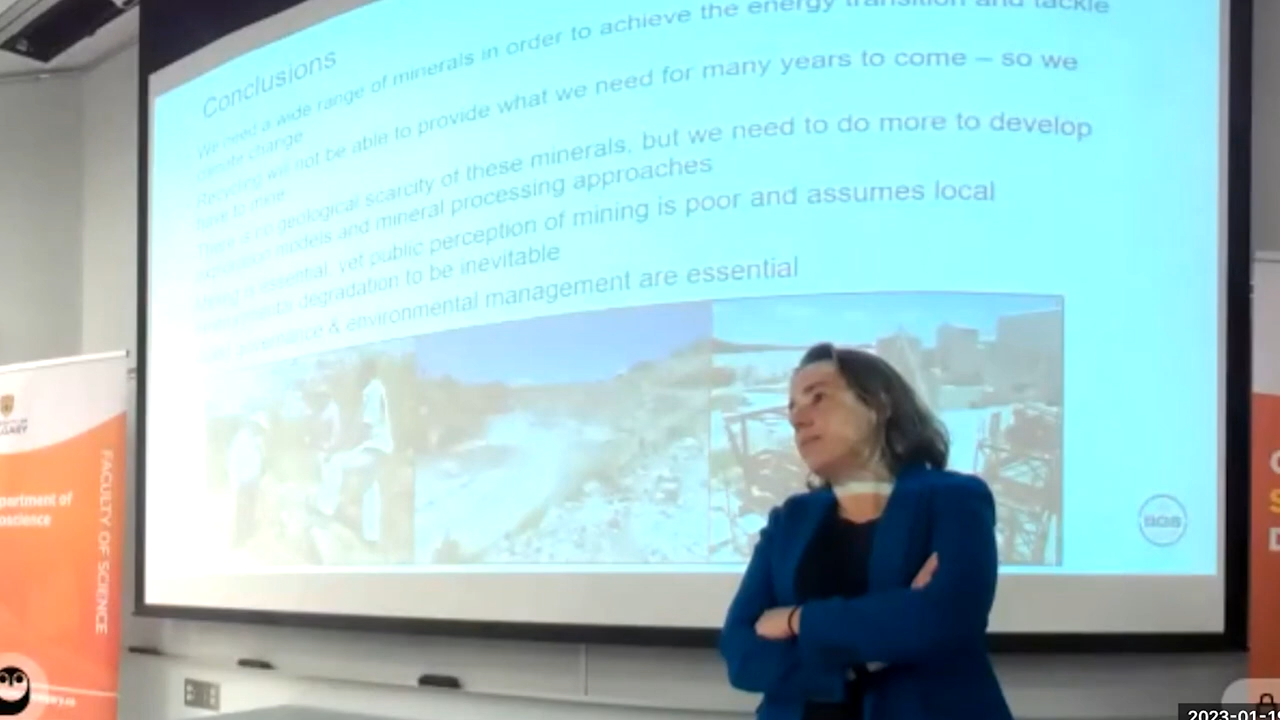 Conclusions
We need a wide range of minerals in order to achieve the energy transition and tackle
climate change
Recycling will not be able to provide what we need for many years to come – so we
have to mine
There is no geological scarcity of these minerals, but we need to do more to develop
models and mineral processing approaches
Mining is essential, yet public perception of mining is poor and assumes local
degradation to be inevitable
& environmental management are essential
BGS
FACULTY OF SCIENCE
partment of
oscience
2023-01-19